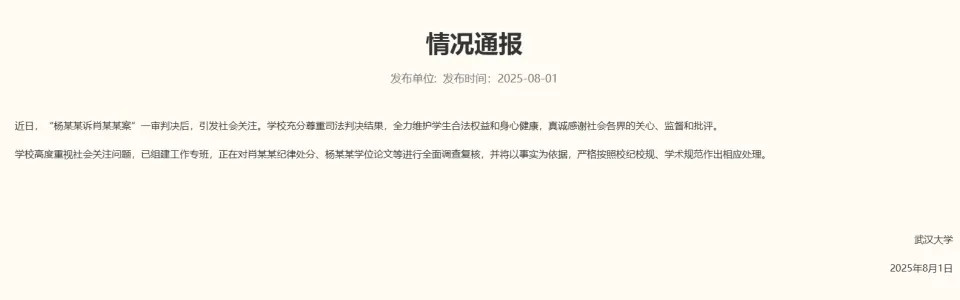 情况通报
发布单位: 发布时间：2025-08-01
近日，“杨某某诉肖某某案”一审判决后，引发社会关注。学校充分尊重司法判决结果，全力维护学生合法权益和身心健康，真诚感谢社会各界的关心、监督和批评。
学校高度重视社会关注问题，已组建工作专班，正在对肖某某纪律处分、杨某某学位论文等进行全面调查复核，并将以事实为依据，严格按照校纪校规、学术规范作出相应处理。
武汉大学
2025年8月1日